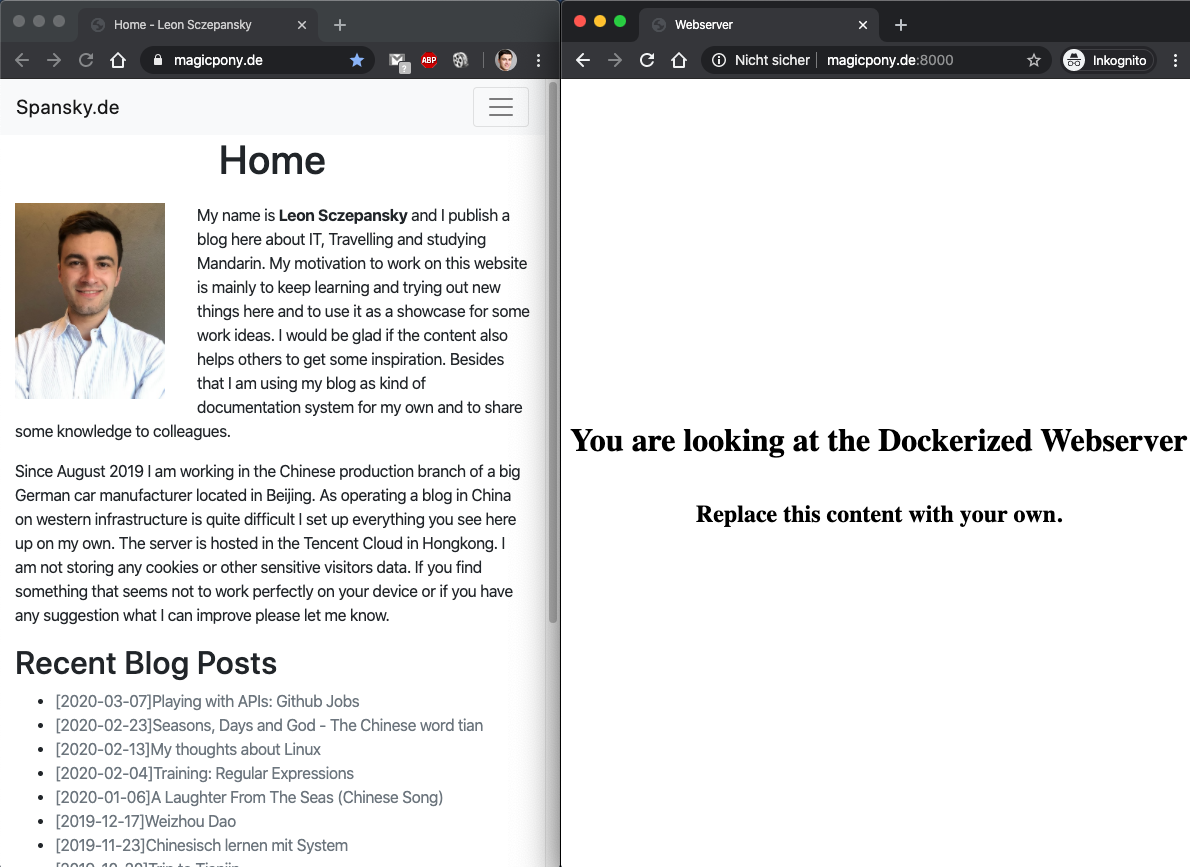 Home - Leon Sczepansky
magicpony.de
?
ABP
Spansky.de
Home
My name is Leon Sczepansky and I publish a
blog here about IT, Travelling and studying
Mandarin. My motivation to work on this website
is mainly to keep learning and trying out new
things here and to use it as a showcase for some
work ideas. I would be glad if the content also
helps others to get some inspiration. Besides
that I am using my blog as kind of
documentation system for my own and to share
some knowledge to colleagues.
Since August 2019 I am working in the Chinese production branch of a big
German car manufacturer located in Beijing. As operating a blog in China
on western infrastructure is quite difficult I set up everything you see here
up on my own. The server is hosted in the Tencent Cloud in Hongkong. I
am not storing any cookies or other sensitive visitors data. If you find
something that seems not to work perfectly on your device or if you have
any suggestion what I can improve please let me know.
Recent Blog Posts
[2020-03-07]Playing with APIs: Github Jobs
[2020-02-23]Seasons, Days and God - The Chinese word tian
[2020-02-13]My thoughts about Linux
[2020-02-04]Training: Regular Expressions
[2020-01-06]A Laughter From The Seas (Chinese Song)
[2019-12-17]Weizhou Dao
[2019-11-23]Chinesisch lernen mit System
Webserver
Nicht sicher
magicpony.de:8000
Inkognito
You are looking at the Dockerized Webserver
Replace this content with your own.